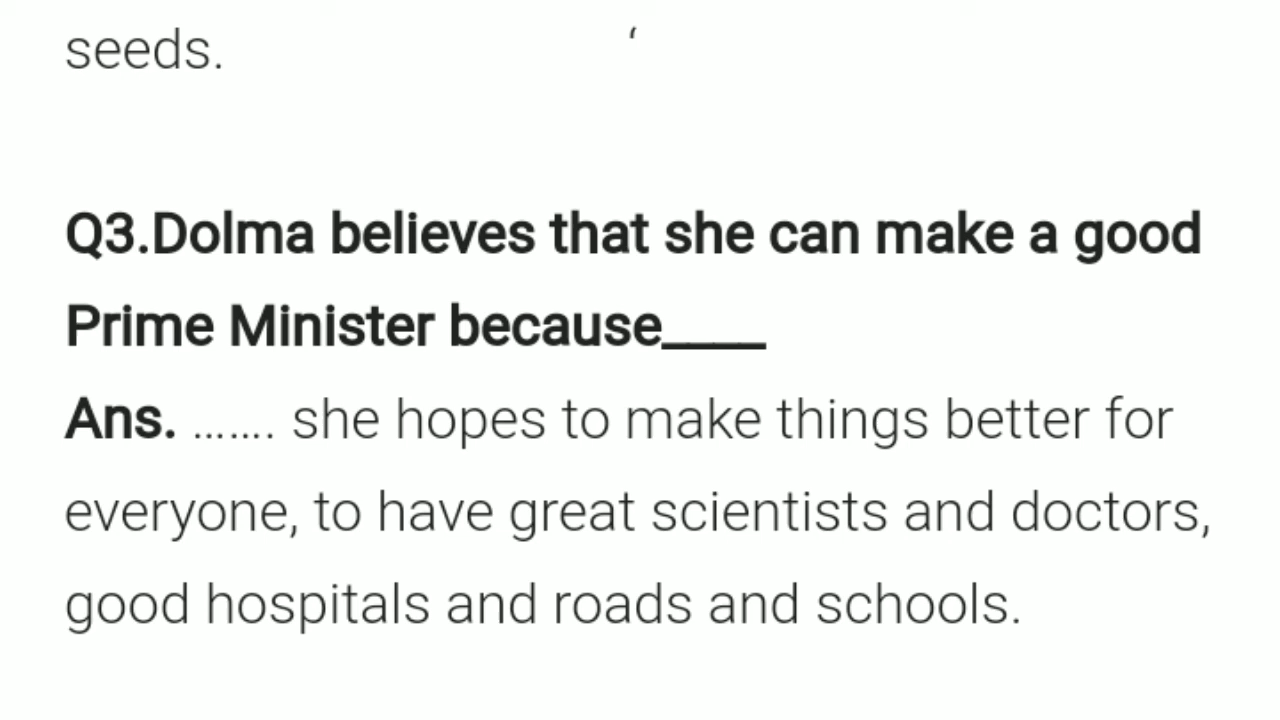 seeds.
Q3.Dolma believes that she can make a good
Prime Minister because____
Ans. ……. she hopes to make things better for
everyone, to have great scientists and doctors,
good hospitals and roads and schools.